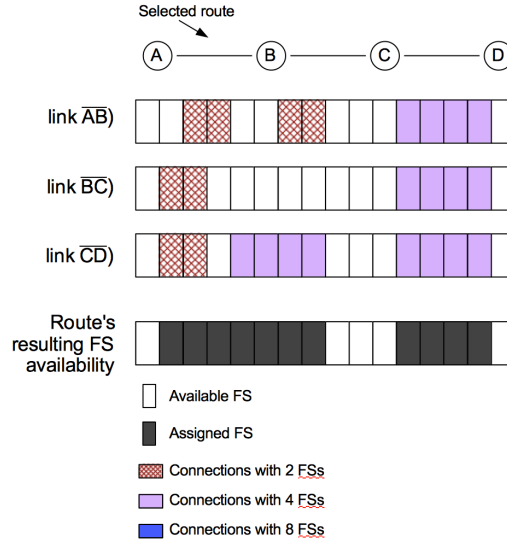 Selected route
A B C D
link AB)
link BC)
link CD)
Route's
resulting FS
availability
Available FS
Assigned FS
Connections with 2 FSs
Connections with 4 FSs
Connections with 8 FSs